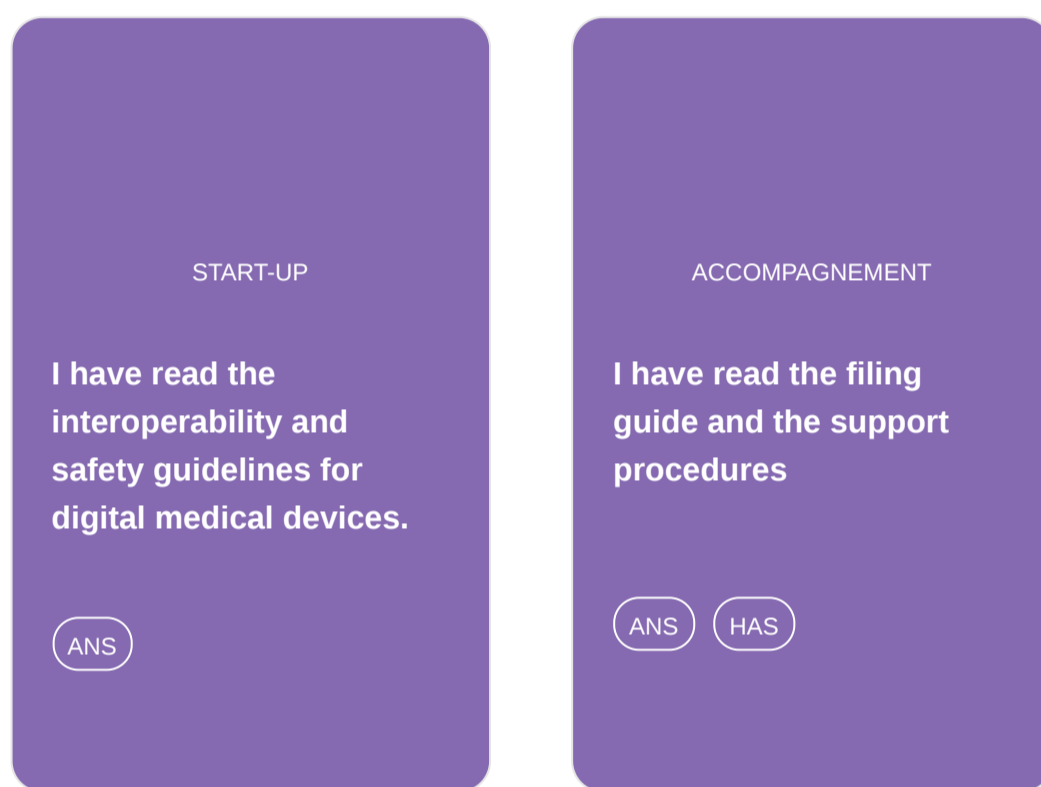 START-UP
I have read the
interoperability and
safety guidelines for
digital medical devices.
ANS
ACCOMPAGNEMENT
I have read the filing
guide and the support
procedures
ANS HAS